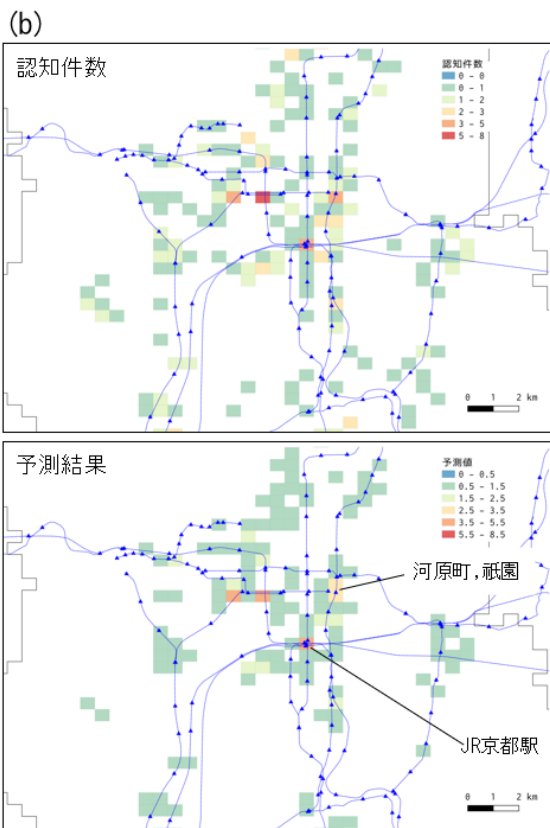 (b)
認知件数
認知件数
0 - 0
0 - 1
1 - 2
2 - 3
3 - 5
5 - 8
0 1 2 km
予測結果
予測値
0 - 0.5
0.5 - 1.5
1.5 - 2.5
2.5 - 3.5
3.5 - 5.5
5.5 - 8.5
河原町,祇園
JR京都駅
0 1 2 km